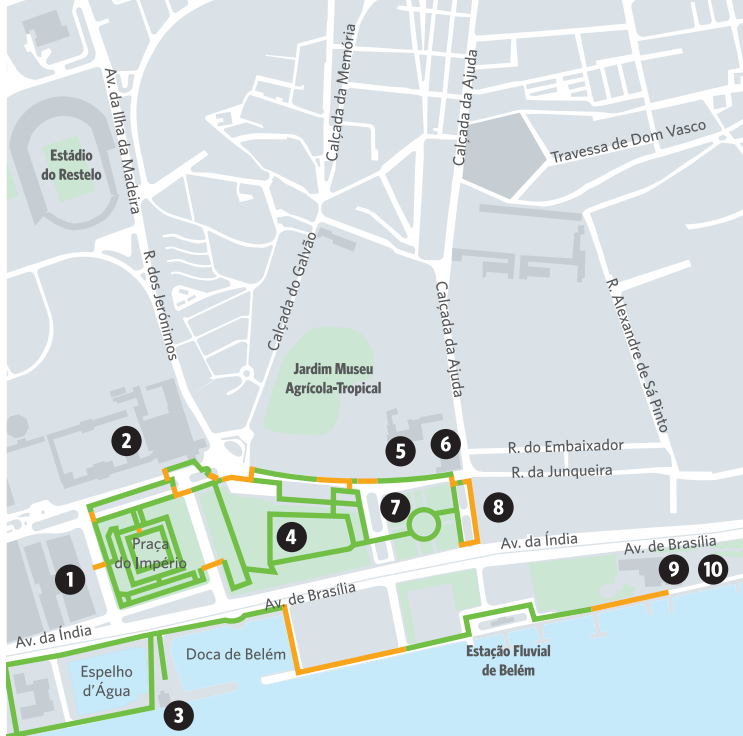 Calçada da Memória
Av. da Ilha da Madeira
Calçada da Ajuda
Travessa de Dom Vasco
Estádio
do Restelo
R. dos Jerónimos
Calçada do Galvão
Calçada da Ajuda
R. Alexandre de Sá Pinto
Jardim Museu
Agrícola-Tropical
2
5
6
R. do Embaixador
R. da Junqueira
7
8
4
Praça
do Império
Av. da Índia
Av. de Brasília
1
9
10
Av. de Brasília
Av. da Índia
Doca de Belém
Estação Fluvial
de Belém
Espelho
d'Água
3